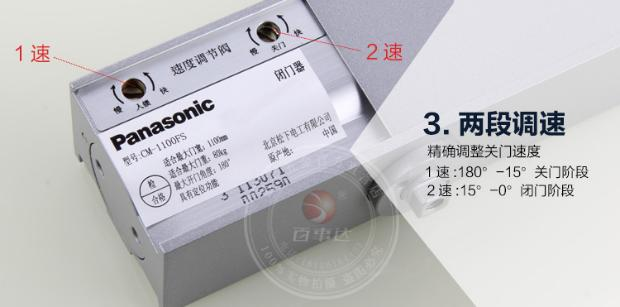 1速
2速
速度调节阀
慢 关门 快
慢 入锁 快
Panasonic
闭门器
型号:CM-1100FS
适合最大门宽:1100mm
适合最大门重:80kg
最大开门角度:180°
具有定位功能
北京松下电工有限公司
原产地: 中国
检
合格
3 113071
百事达
3. 两段调速
精确调整关门速度
1速:180°-15°关门阶段
2速:15°-0°闭门阶段